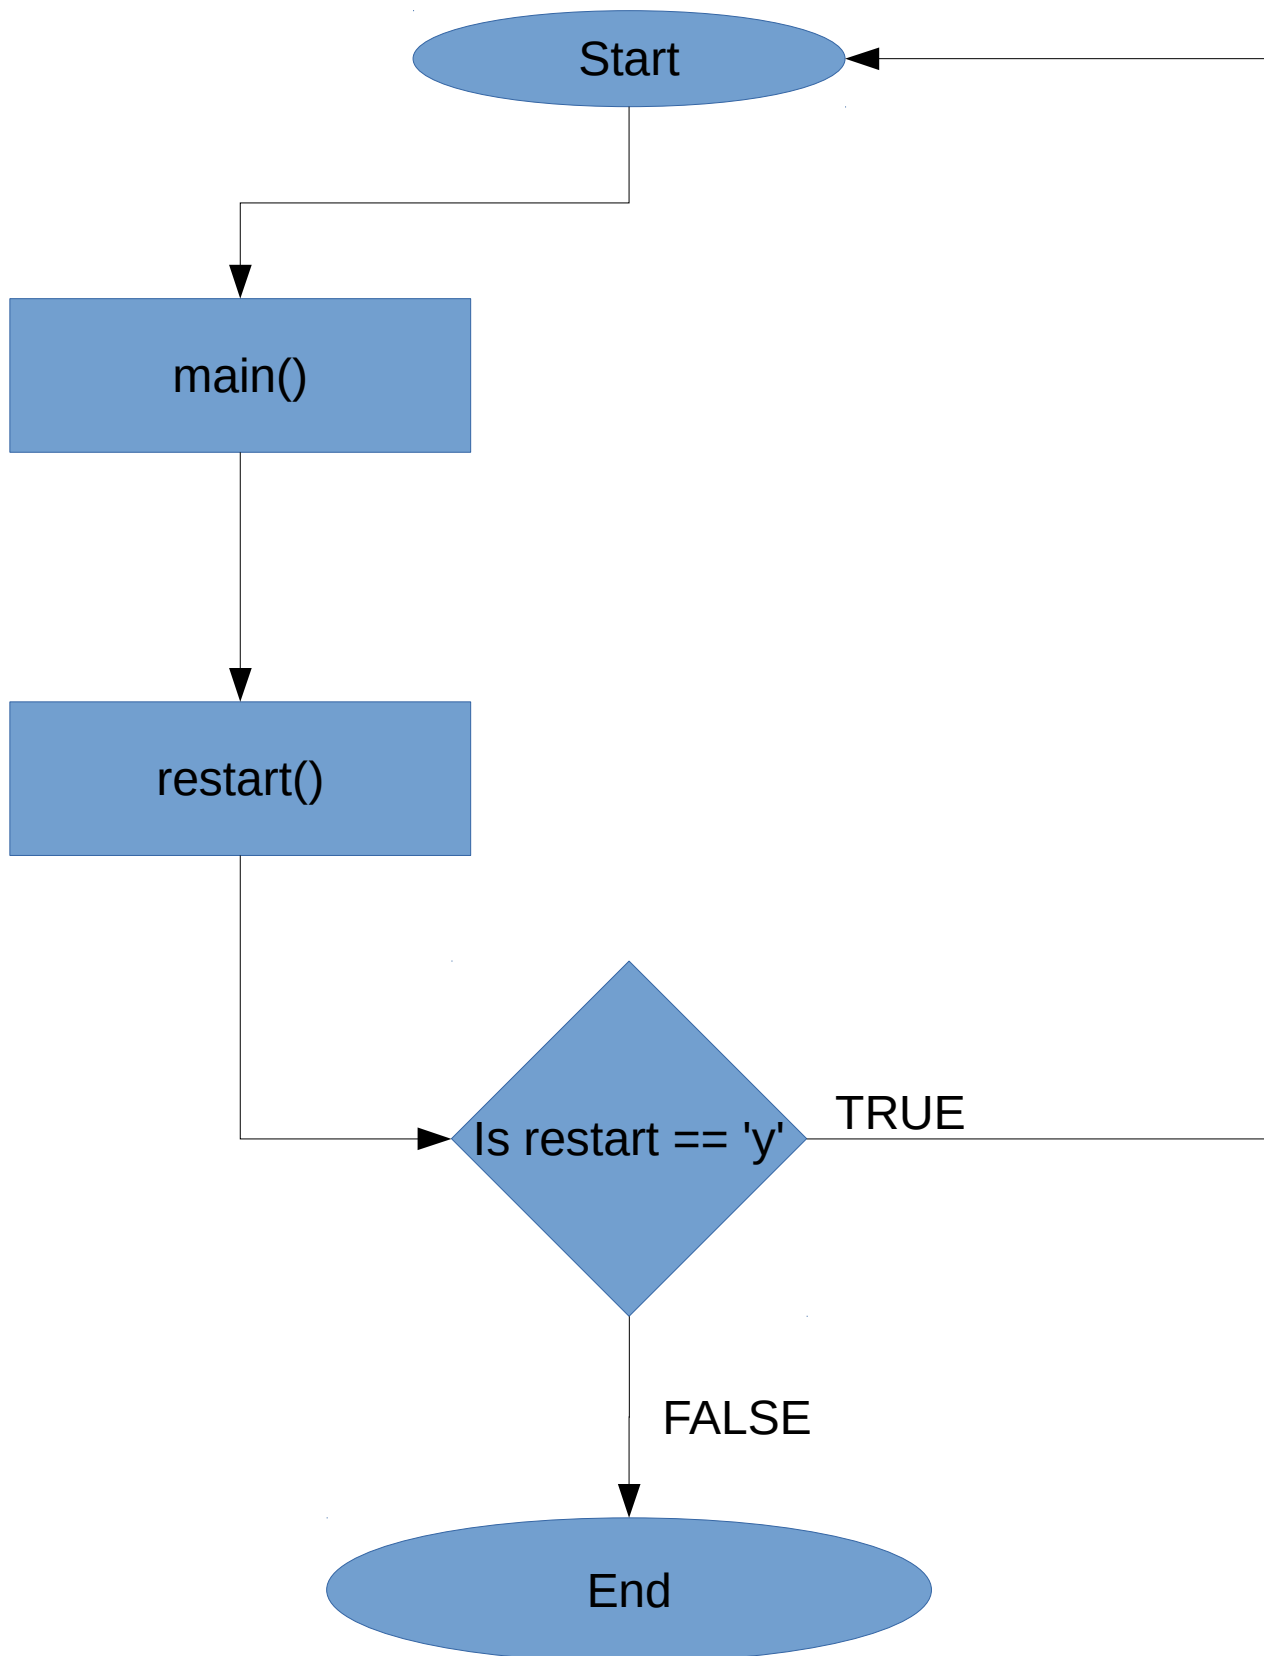 Start
main()
restart()
Is restart == 'y'
TRUE
FALSE
End